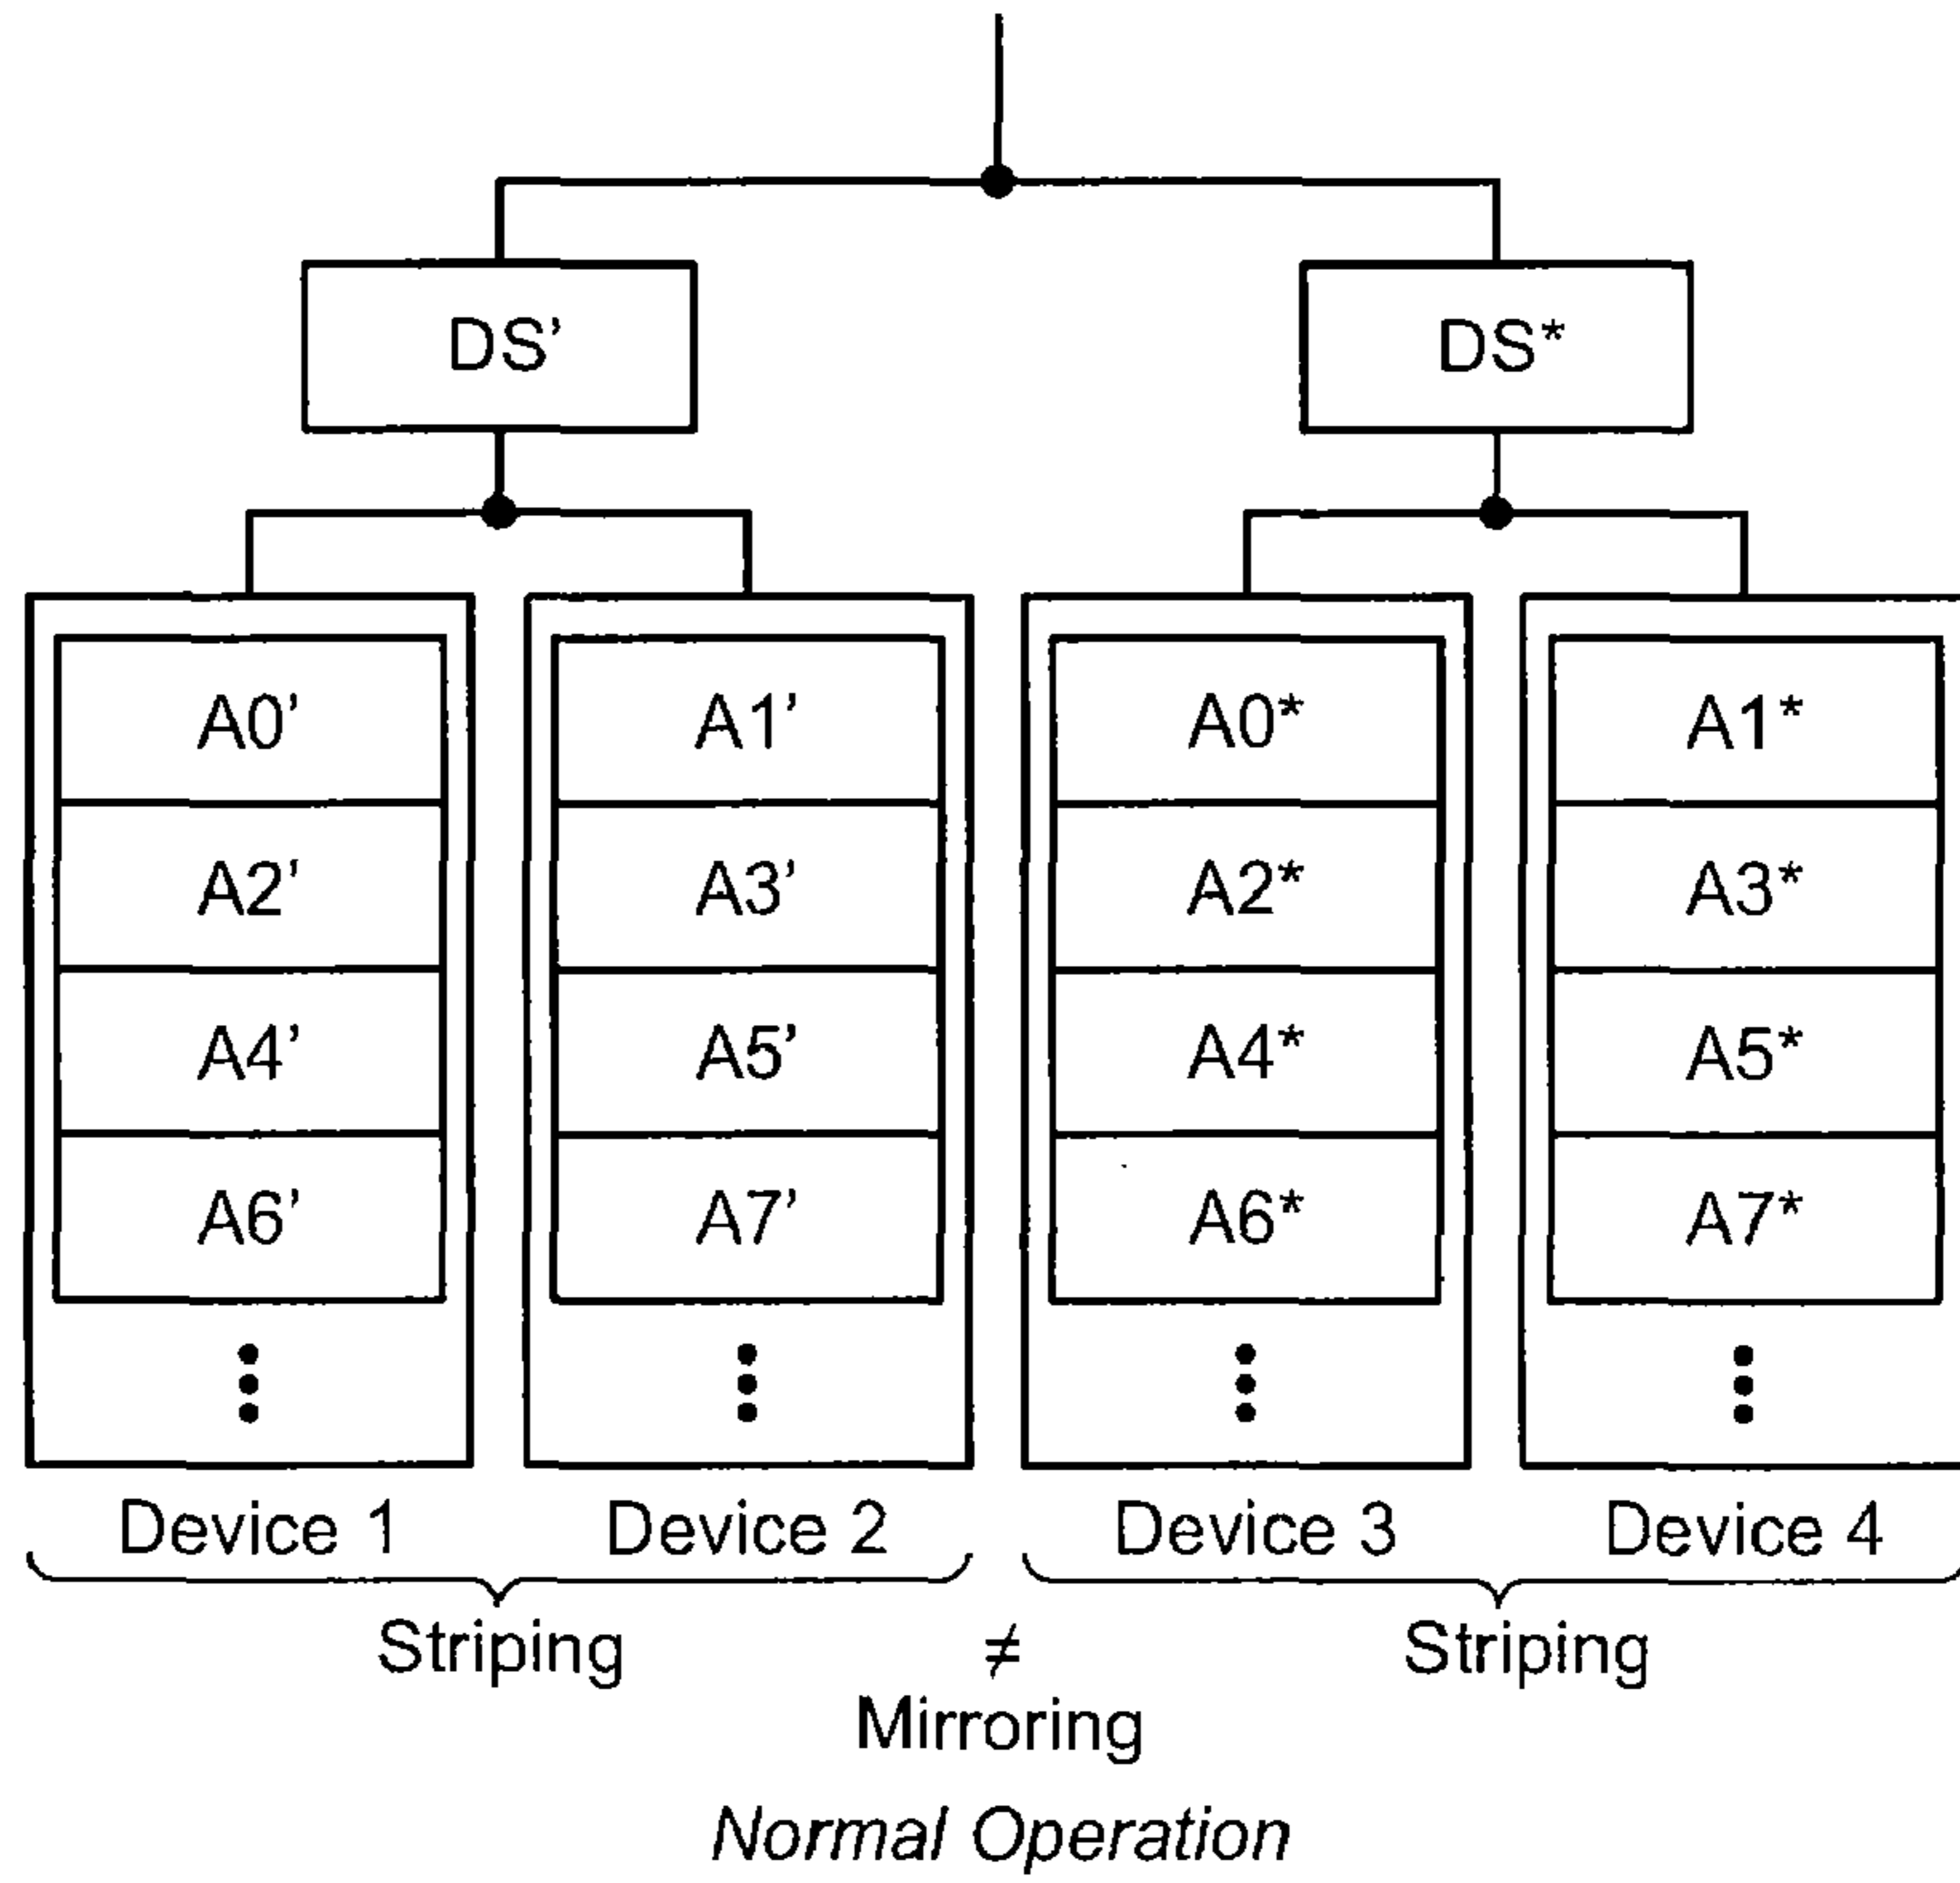 DS’ DS*
A0’ A1’ A0* A1*
A2’ A3’ A2* A3*
A4’ A5’ A4* A5*
A6’ A7’ A6* A7*
Device 1 Device 2 Device 3 Device 4
Striping ≠ Striping
Mirroring
Normal Operation